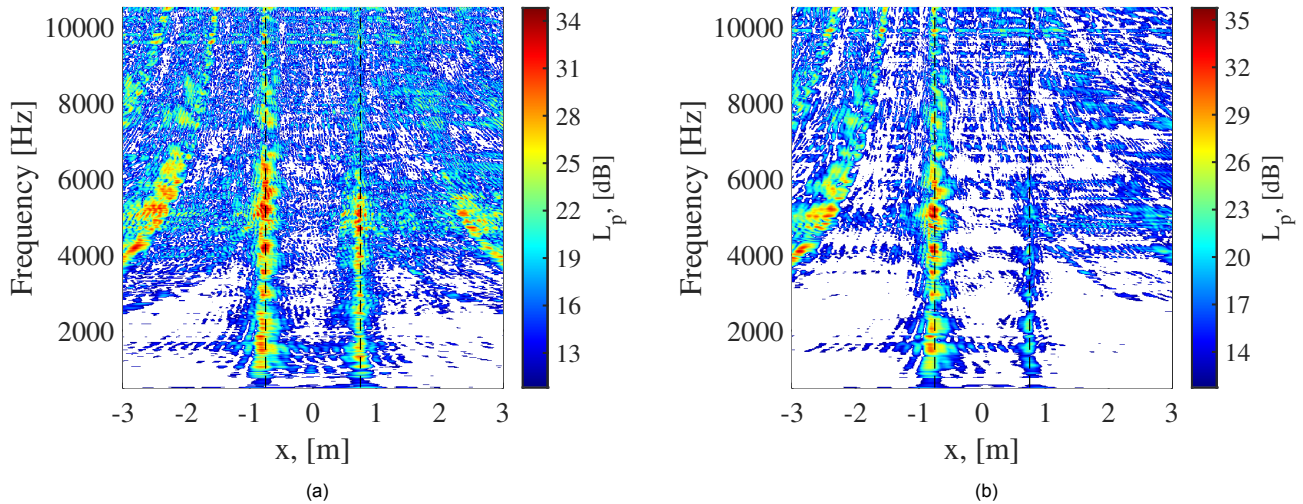 10000
8000
6000
4000
2000
Frequency [Hz]
-3 -2 -1 0 1 2 3
x, [m]
34
31
28
25
22
19
16
13
L_p, [dB]
(a)
10000
8000
6000
4000
2000
Frequency [Hz]
-3 -2 -1 0 1 2 3
x, [m]
35
32
29
26
23
20
17
14
L_p, [dB]
(b)